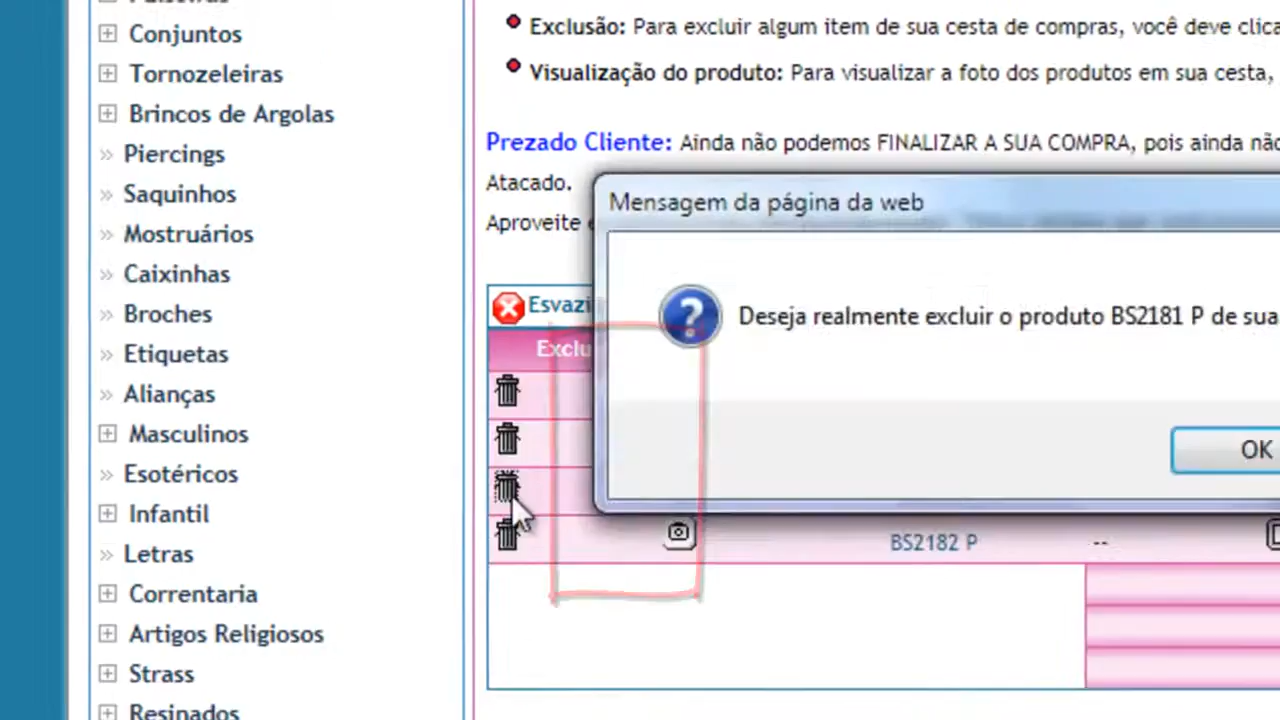 Conjuntos
Tornozeleiras
Brincos de Argolas
Piercings
Saquinhos
Mostruários
Caixinhas
Broches
Etiquetas
Alianças
Masculinos
Esotéricos
Infantil
Letras
Correntaria
Artigos Religiosos
Strass
Resinados
Exclusão: Para excluir algum item de sua cesta de compras, você deve clica
Visualização do produto: Para visualizar a foto dos produtos em sua cesta,
Prezado Cliente: Ainda não podemos FINALIZAR A SUA COMPRA, pois ainda não
Atacado.
Aproveite
Mensagem da página da web
Deseja realmente excluir o produto BS2181 P de sua
OK
Esvazi
Exclu
BS2182 P --